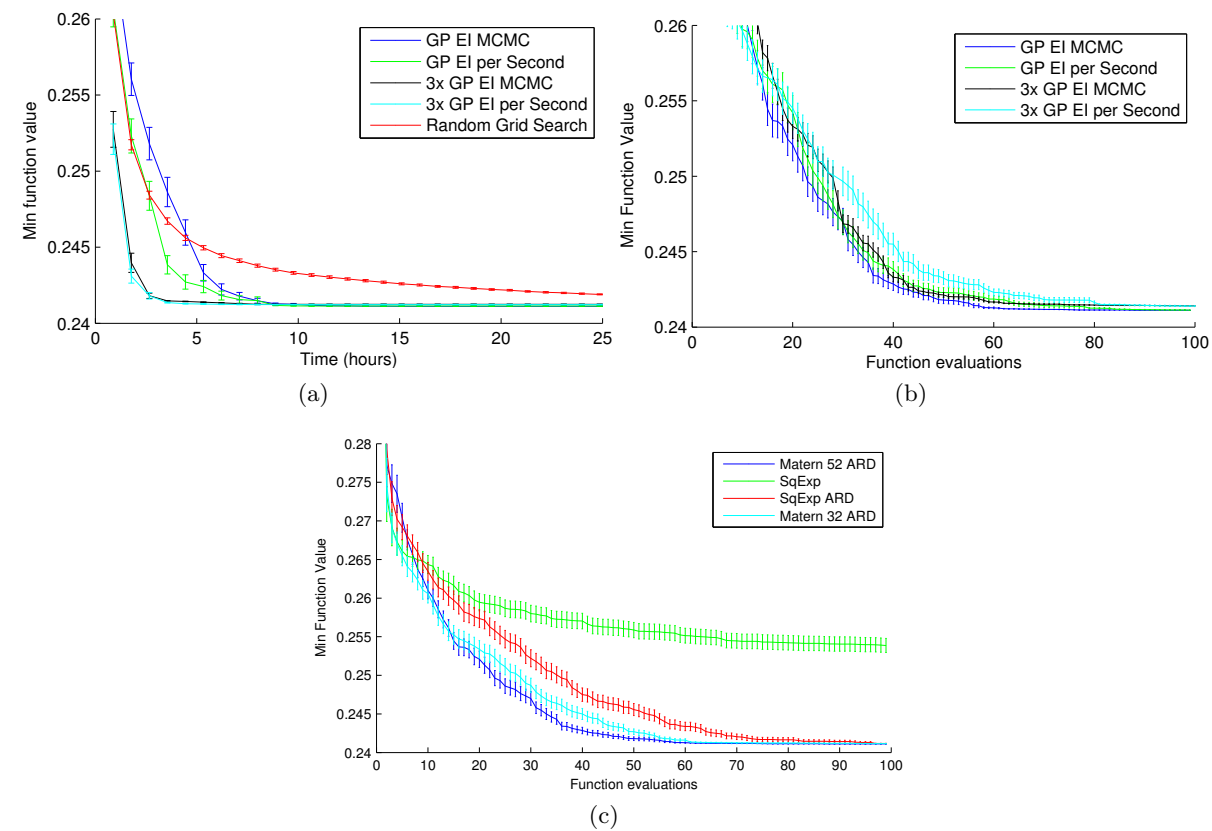 0.26
0.255
0.25
0.245
0.24
Min function value
0 5 10 15 20 25
Time (hours)
GP EI MCMC
GP EI per Second
3x GP EI MCMC
3x GP EI per Second
Random Grid Search
(a)
0.26
0.255
0.25
0.245
0.24
Min Function Value
0 20 40 60 80 100
Function evaluations
GP EI MCMC
GP EI per Second
3x GP EI MCMC
3x GP EI per Second
(b)
0.28
0.275
0.27
0.265
0.26
0.255
0.25
0.245
0.24
Min Function Value
0 10 20 30 40 50 60 70 80 90 100
Function evaluations
Matern 52 ARD
SqExp
SqExp ARD
Matern 32 ARD
(c)